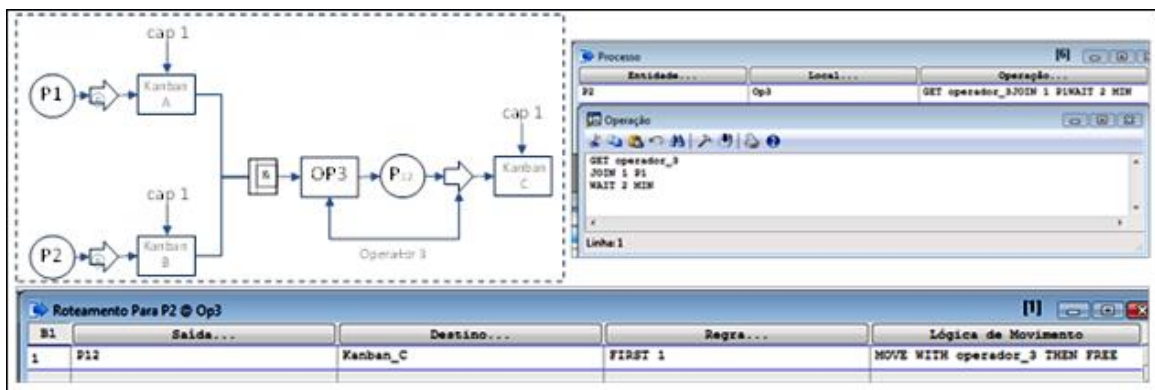 cap 1
P1
Kanban
A
cap 1
P2
Kanban
B
&
OP3
P12
cap 1
Kanban
C
Operator 3
Processo
[6]
Entidade... Local... Operação...
P2 Op3 GET operador_3JOIN 1 P1WAIT 2 MIN
Operação
GET operador_3
JOIN 1 P1
WAIT 2 MIN
Linha: 1
Roteamento Para P2 @ Op3
[1]
B1 Saída... Destino... Regra... Lógica de Movimento
1 P12 Kanban_C FIRST 1 MOVE WITH operador_3 THEN FREE